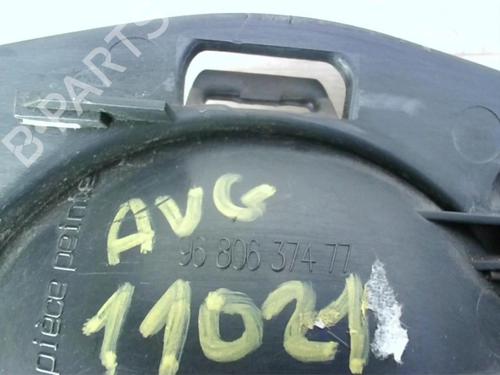 B-PARTS
pièce peinte
AVG
96 806 374 77
11021